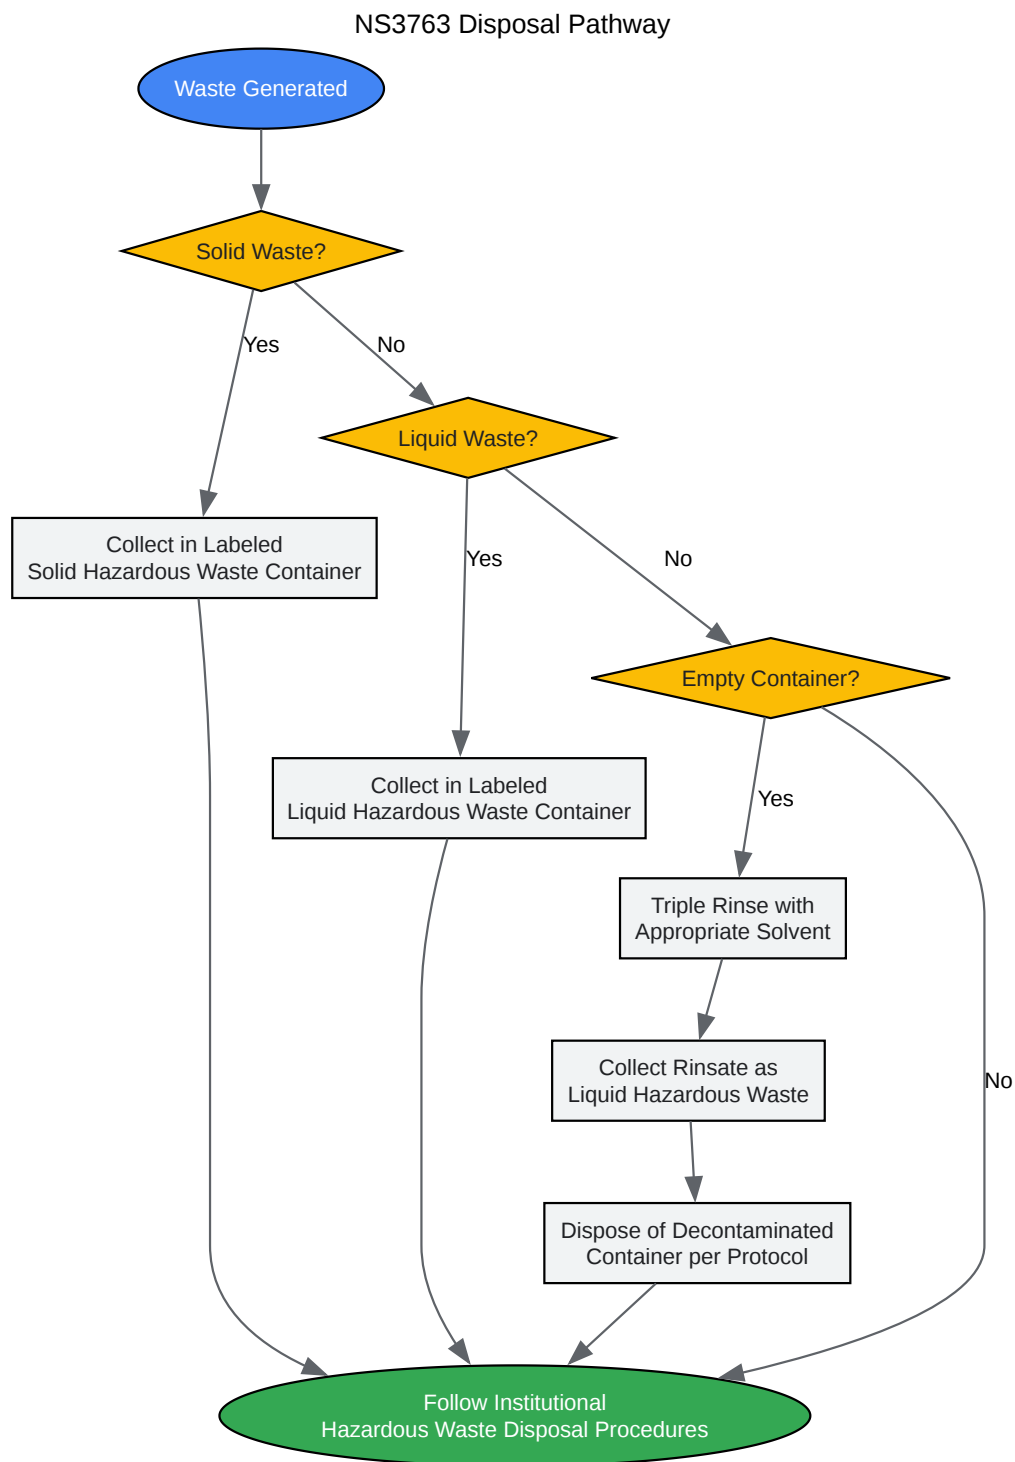 NS3763 Disposal Pathway
Waste Generated
Solid Waste?
Yes
No
Liquid Waste?
Collect in Labeled
Solid Hazardous Waste Container
Yes
No
Empty Container?
Collect in Labeled
Liquid Hazardous Waste Container
Yes
Triple Rinse with
Appropriate Solvent
Collect Rinsate as
Liquid Hazardous Waste
No
Dispose of Decontaminated
Container per Protocol
Follow Institutional
Hazardous Waste Disposal Procedures